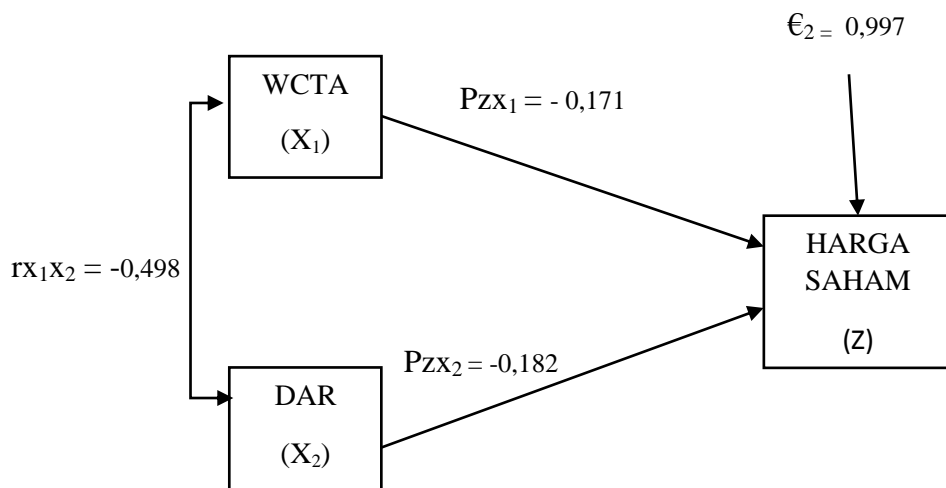 €₂ = 0,997
WCTA
(X₁)
Pzx₁ = - 0,171
HARGA
SAHAM
(Z)
rx₁x₂ = -0,498
Pzx₂ = -0,182
DAR
(X₂)